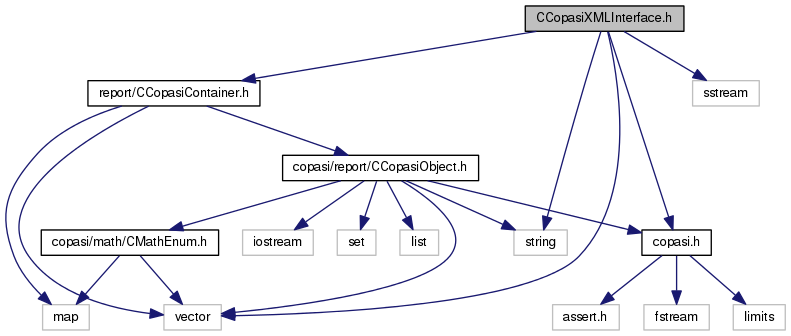 CCopasiXMLInterface.h
report/CCopasiContainer.h
sstream
copasi/report/CCopasiObject.h
copasi/math/CMathEnum.h
iostream
set
list
string
copasi.h
map
vector
assert.h
fstream
limits